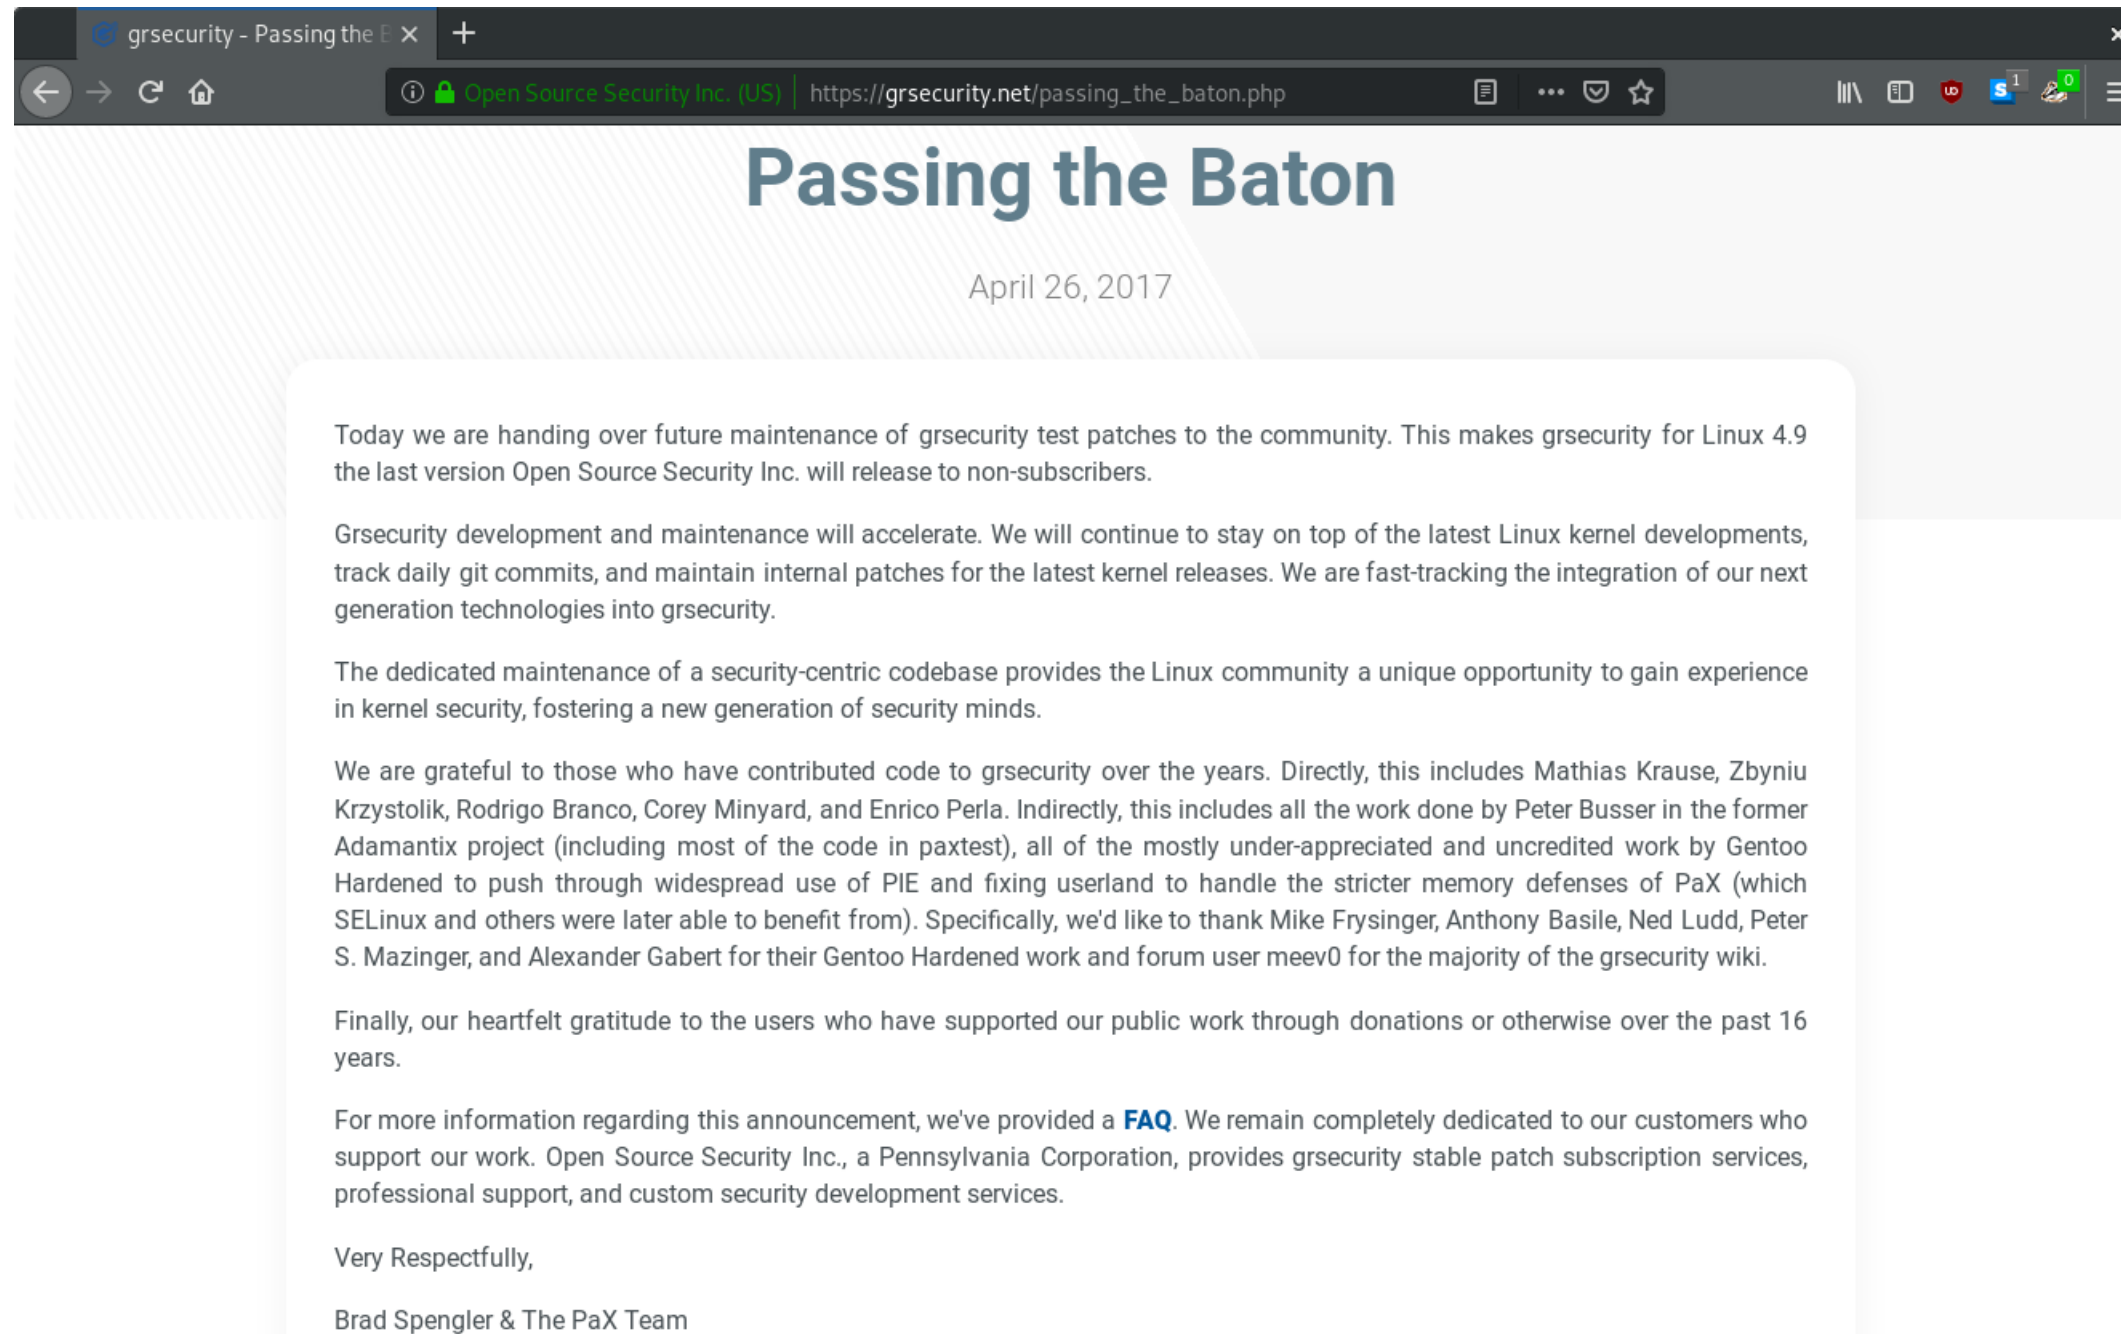 grsecurity - Passing the B
Open Source Security Inc. (US) https://grsecurity.net/passing_the_baton.php
1
0
Passing the Baton
April 26, 2017
Today we are handing over future maintenance of grsecurity test patches to the community. This makes grsecurity for Linux 4.9
the last version Open Source Security Inc. will release to non-subscribers.
Grsecurity development and maintenance will accelerate. We will continue to stay on top of the latest Linux kernel developments,
track daily git commits, and maintain internal patches for the latest kernel releases. We are fast-tracking the integration of our next
generation technologies into grsecurity.
The dedicated maintenance of a security-centric codebase provides the Linux community a unique opportunity to gain experience
in kernel security, fostering a new generation of security minds.
We are grateful to those who have contributed code to grsecurity over the years. Directly, this includes Mathias Krause, Zbyniu
Krzystolik, Rodrigo Branco, Corey Minyard, and Enrico Perla. Indirectly, this includes all the work done by Peter Busser in the former
Adamantix project (including most of the code in paxtest), all of the mostly under-appreciated and uncredited work by Gentoo
Hardened to push through widespread use of PIE and fixing userland to handle the stricter memory defenses of PaX (which
SELinux and others were later able to benefit from). Specifically, we'd like to thank Mike Frysinger, Anthony Basile, Ned Ludd, Peter
S. Mazinger, and Alexander Gabert for their Gentoo Hardened work and forum user meev0 for the majority of the grsecurity wiki.
Finally, our heartfelt gratitude to the users who have supported our public work through donations or otherwise over the past 16
years.
For more information regarding this announcement, we've provided a FAQ. We remain completely dedicated to our customers who
support our work. Open Source Security Inc., a Pennsylvania Corporation, provides grsecurity stable patch subscription services,
professional support, and custom security development services.
Very Respectfully,
Brad Spengler & The PaX Team